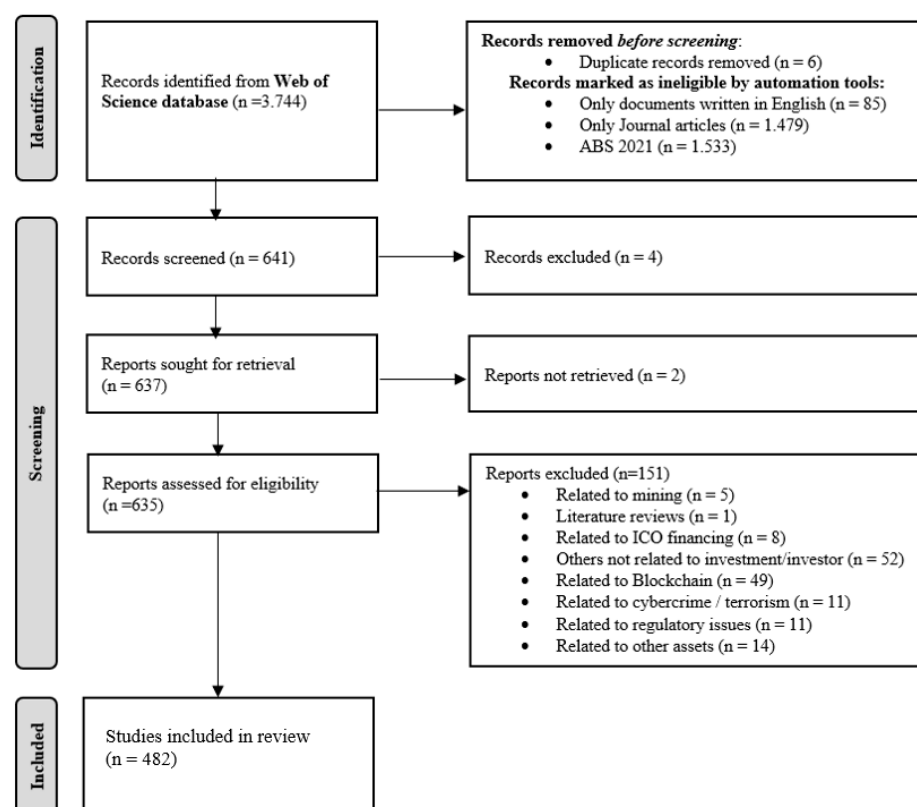 Identification
Records identified from Web of
Science database (n =3.744)
Records removed before screening:
• Duplicate records removed (n = 6)
Records marked as ineligible by automation tools:
• Only documents written in English (n = 85)
• Only Journal articles (n = 1.479)
• ABS 2021 (n = 1.533)
Screening
Records screened (n = 641)
Records excluded (n = 4)
Reports sought for retrieval
(n = 637)
Reports not retrieved (n = 2)
Reports assessed for eligibility
(n =635)
Reports excluded (n=151)
• Related to mining (n = 5)
• Literature reviews (n = 1)
• Related to ICO financing (n = 8)
• Others not related to investment/investor (n = 52)
• Related to Blockchain (n = 49)
• Related to cybercrime / terrorism (n = 11)
• Related to regulatory issues (n = 11)
• Related to other assets (n = 14)
Included
Studies included in review
(n = 482)